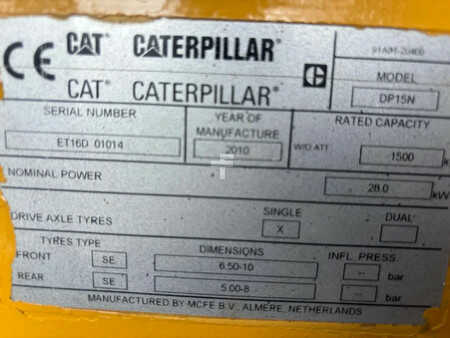 CE CAT CATERPILLAR
CAT CATERPILLAR
91A04-20400
MODEL
DP15N
SERIAL NUMBER
ET16D 01014
YEAR OF
MANUFACTURE
2010
RATED CAPACITY
W/O ATT
1500
NOMINAL POWER
28.0 kW
DRIVE AXLE TYRES
SINGLE
X
DUAL
TYRES TYPE
DIMENSIONS
INFL. PRESS.
FRONT SE 6.50-10 -- bar
REAR SE 5.00-8 -- bar
MANUFACTURED BY MCFE B.V., ALMERE, NETHERLANDS